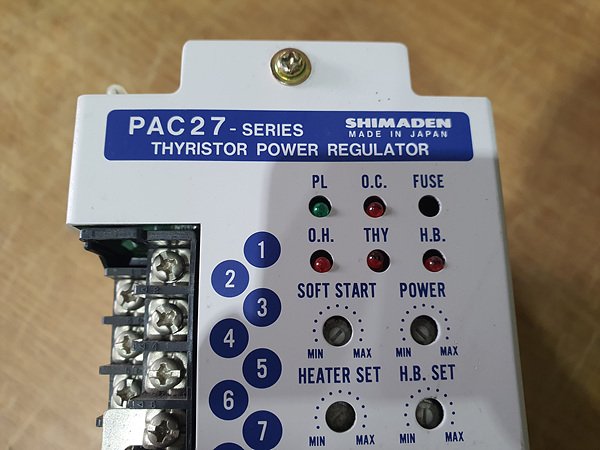 PAC27 - SERIES SHIMADEN
MADE IN JAPAN
THYRISTOR POWER REGULATOR
PL O.C. FUSE
O.H. THY H.B.
1
2
3
4
5
6
7
SOFT START POWER
MIN MAX MIN MAX
HEATER SET H.B. SET
MIN MAX MIN MAX